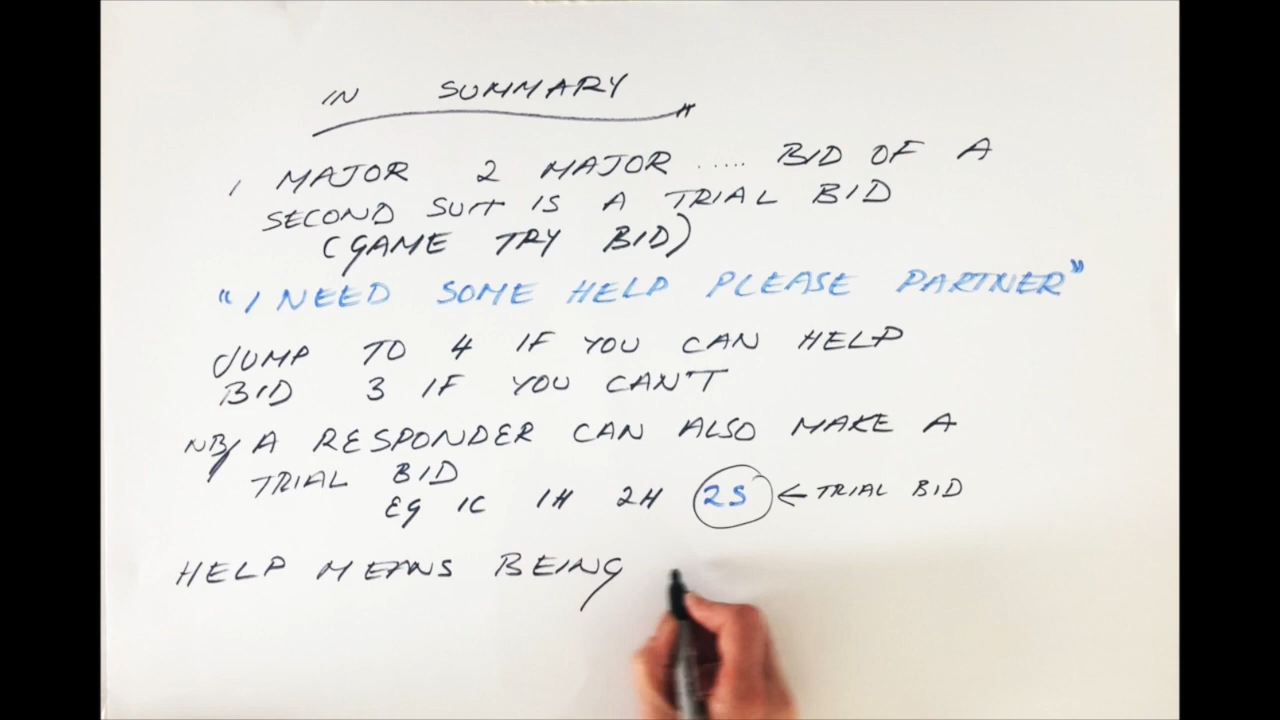 IN SUMMARY
1 MAJOR 2 MAJOR ..... BID OF A
SECOND SUIT IS A TRIAL BID
(GAME TRY BID)
"I NEED SOME HELP PLEASE PARTNER"
JUMP TO 4 IF YOU CAN HELP
BID 3 IF YOU CAN'T
NB/ A RESPONDER CAN ALSO MAKE A
TRIAL BID
EG 1C 1H 2H 2S ← TRIAL BID
HELP MEANS BEING